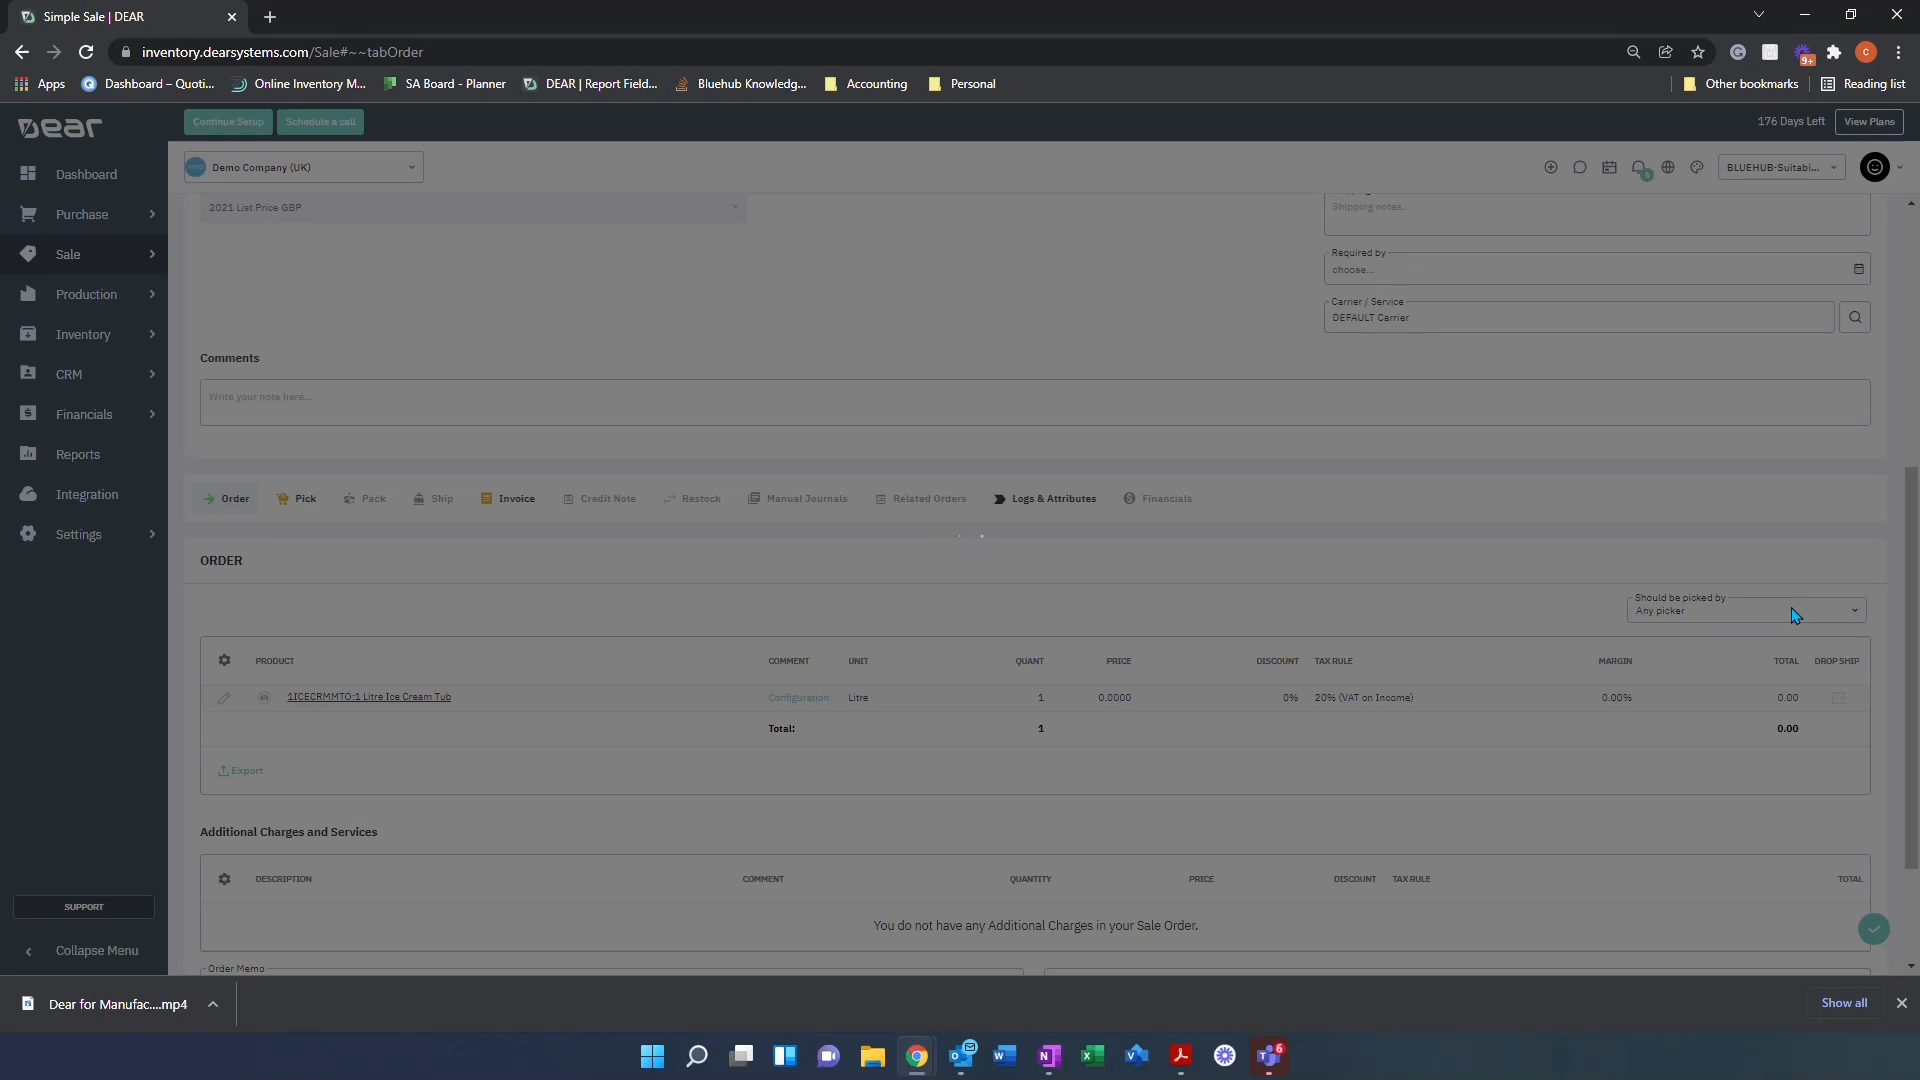 Simple Sale | DEAR
inventory.dearsystems.com/Sale#~~tabOrder
9+
C
Apps
Dashboard – Quoti...
Online Inventory M...
SA Board - Planner
DEAR | Report Field...
Bluehub Knowledg...
Accounting
Personal
Other bookmarks
Reading list
DEAR
Continue Setup
Schedule a call
176 Days Left
View Plans
Dashboard
Purchase
Sale
Production
Inventory
CRM
Financials
Reports
Integration
Settings
SUPPORT
Collapse Menu
Demo Company (UK)
BLUEHUB-Suitabi...
2021 List Price GBP
Shipping notes...
Required by
choose...
Carrier / Service
DEFAULT Carrier
Comments
Write your note here...
Order
Pick
Pack
Ship
Invoice
Credit Note
Restock
Manual Journals
Related Orders
Logs & Attributes
Financials
ORDER
Should be picked by
Any picker
PRODUCT COMMENT UNIT QUANT PRICE DISCOUNT TAX RULE MARGIN TOTAL DROP SHIP
1ICECRMMTO:1 Litre Ice Cream Tub Configuration Litre 1 0.0000 0% 20% (VAT on Income) 0.00% 0.00
Total: 1 0.00
Export
Additional Charges and Services
DESCRIPTION COMMENT QUANTITY PRICE DISCOUNT TAX RULE TOTAL
You do not have any Additional Charges in your Sale Order.
Order Memo
Dear for Manufac....mp4
Show all
6